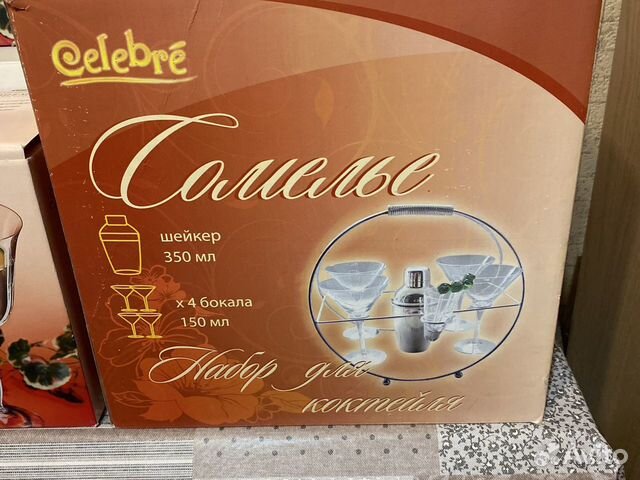 Celebré
Сомелье
шейкер
350 мл
х 4 бокала
150 мл
Набор для
коктейля
Avito